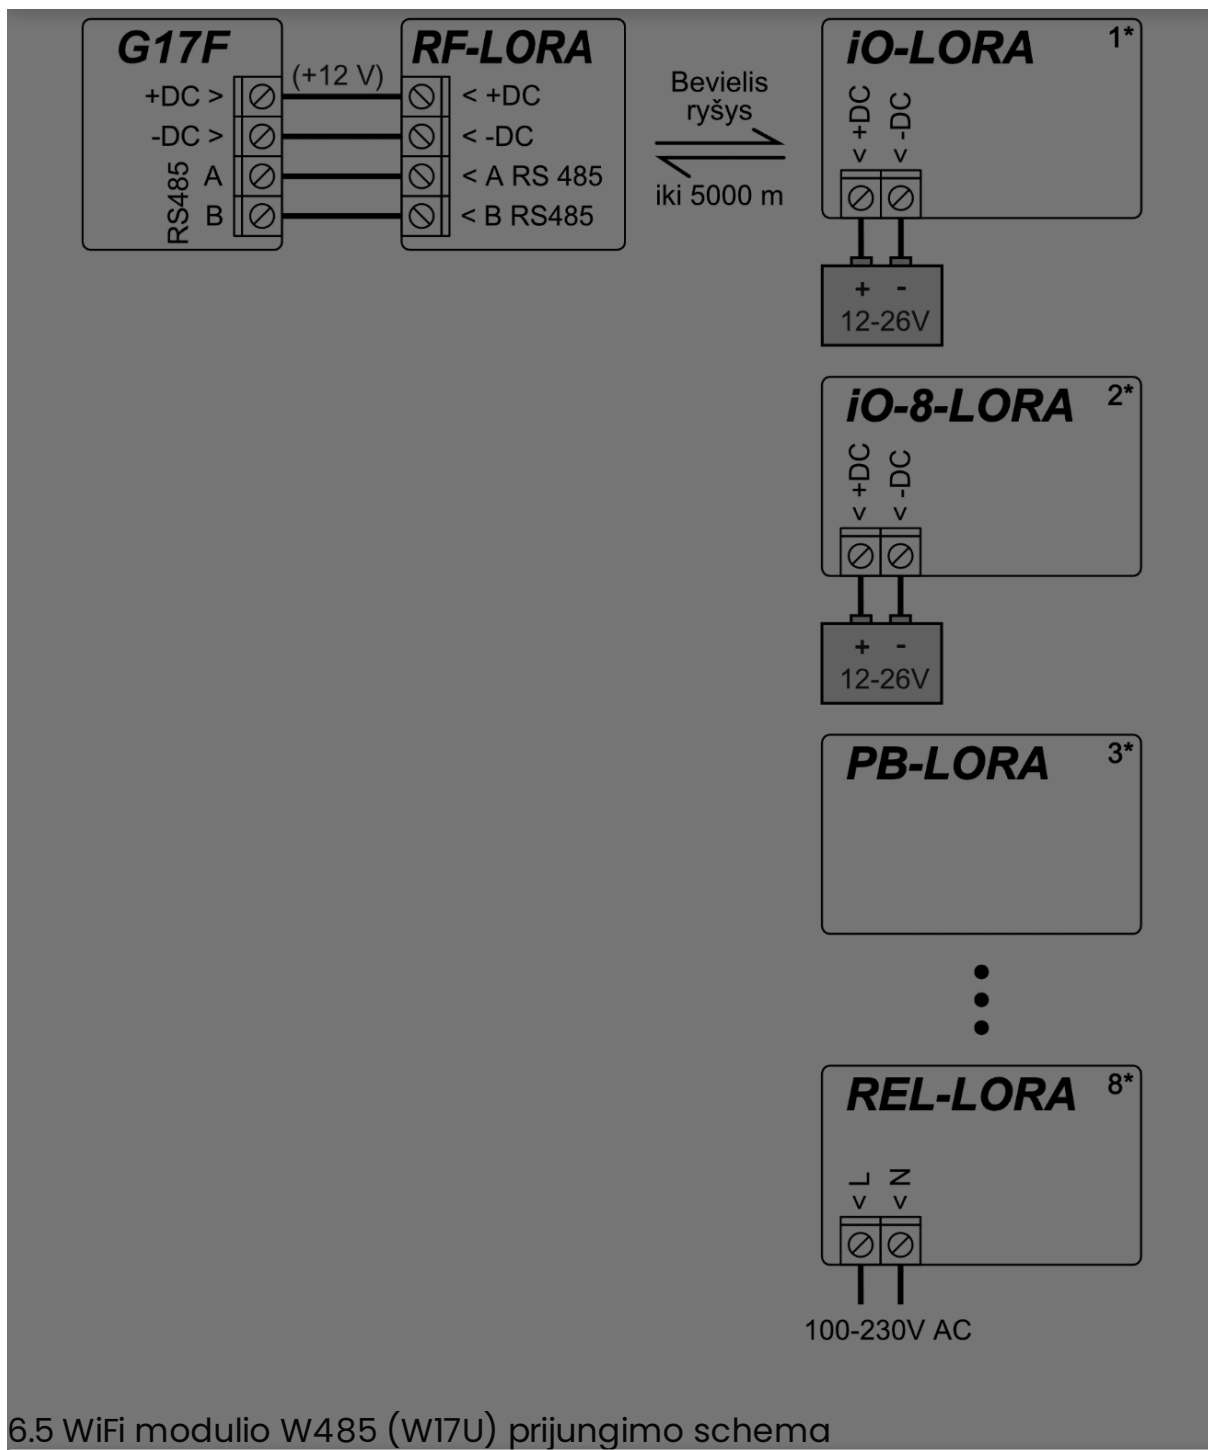 G17F
+DC >
-DC >
RS485
A
B
(+12 V)
RF-LORA
< +DC
< -DC
< A RS 485
< B RS485
Bevielis
ryšys
iki 5000 m
iO-LORA 1*
< +DC
< -DC
+ -
12-26V
iO-8-LORA 2*
< +DC
< -DC
+ -
12-26V
PB-LORA 3*
REL-LORA 8*
< L
< N
100-230V AC
6.5 WiFi modulio W485 (W17U) prijungimo schema